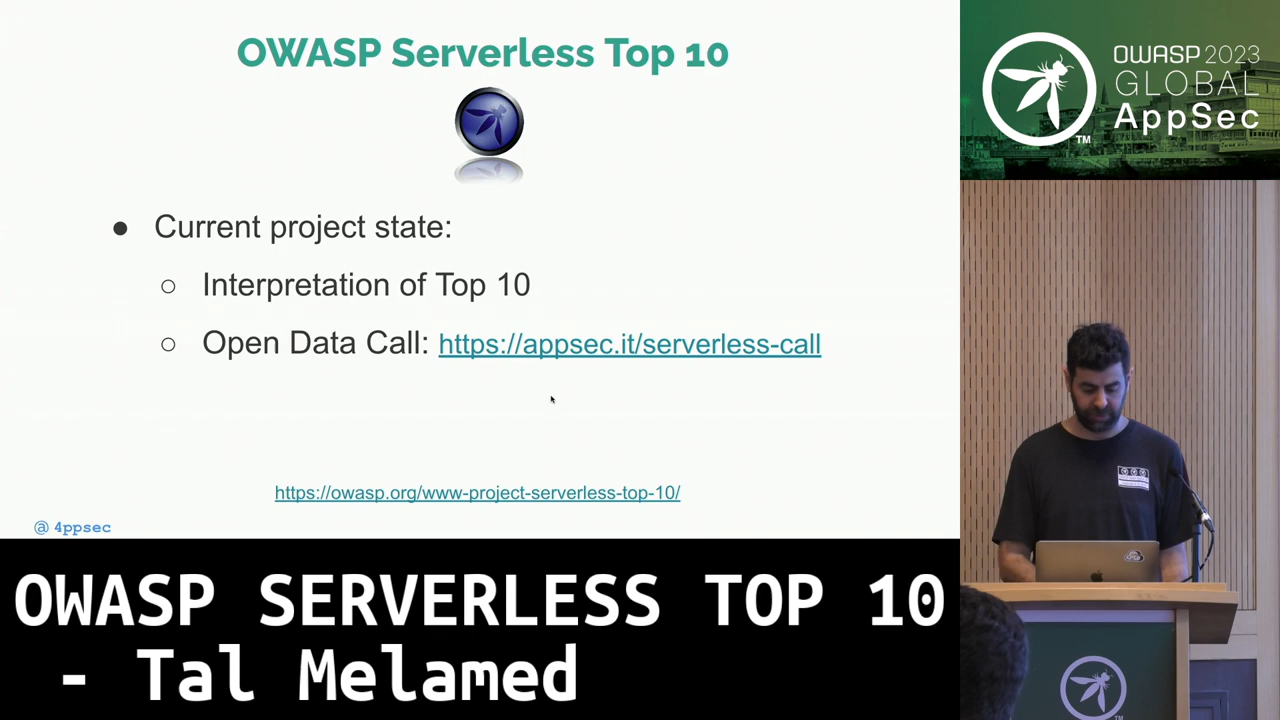 OWASP Serverless Top 10
● Current project state:
○ Interpretation of Top 10
○ Open Data Call: https://appsec.it/serverless-call
https://owasp.org/www-project-serverless-top-10/
@ 4ppsec
OWASP 2023
GLOBAL
AppSec
TM
OWASP SERVERLESS TOP 10
- Tal Melamed
TM